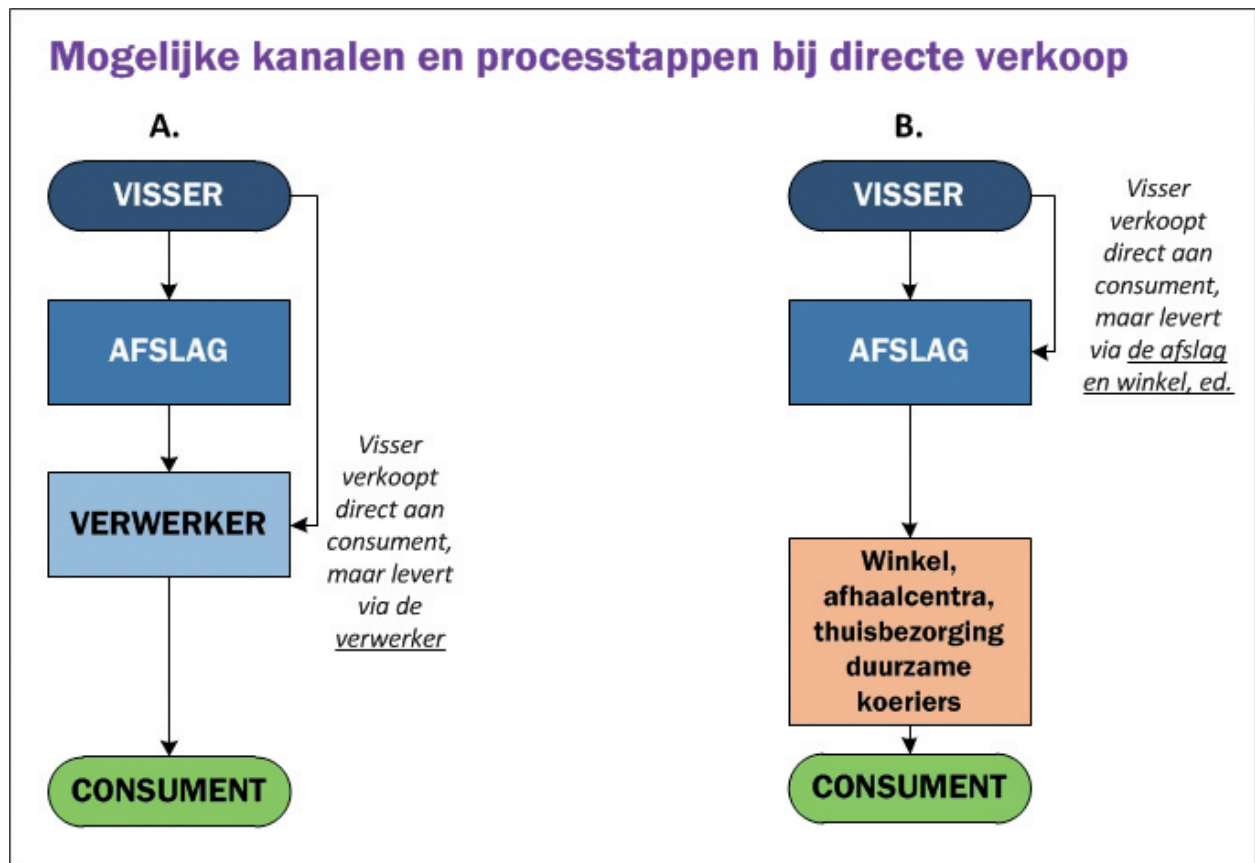 Mogelijke kanalen en processtappen bij directe verkoop
A.
VISSER
AFSLAG
VERWERKER
Visser
verkoopt
direct aan
consument,
maar levert
via de
verwerker
CONSUMENT
B.
VISSER
Visser
verkoopt
direct aan
consument,
maar levert
via de afslag
en winkel, ed.
AFSLAG
Winkel,
afhaalcentra,
thuisbezorging
duurzame
koeriers
CONSUMENT